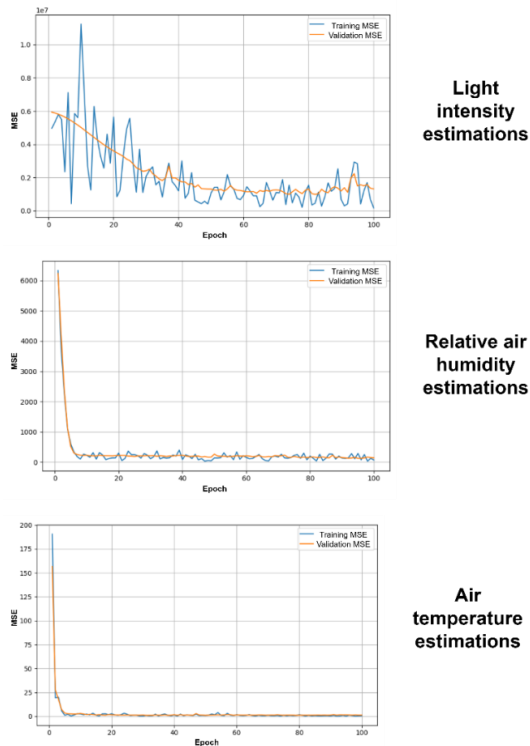 1e7
Training MSE
Validation MSE
1.0
0.8
0.6
0.4
0.2
0.0
MSE
0 20 40 60 80 100
Epoch
Light
intensity
estimations
Training MSE
Validation MSE
6000
5000
4000
3000
2000
1000
0
MSE
0 20 40 60 80 100
Epoch
Relative air
humidity
estimations
Training MSE
Validation MSE
200
175
150
125
100
75
50
25
0
MSE
0 20 40 60 80 100
Epoch
Air
temperature
estimations